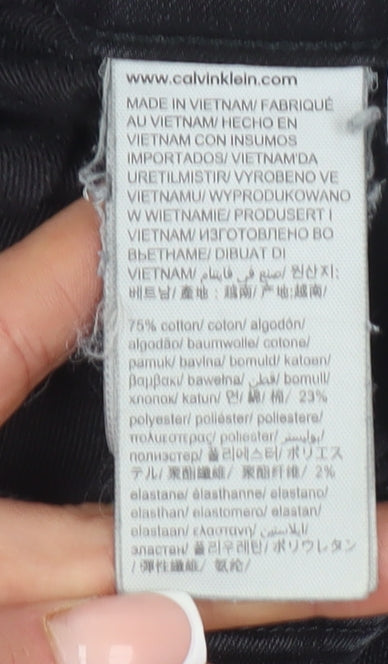 www.calvinklein.com
MADE IN VIETNAM/ FABRIQUÉ
AU VIETNAM/ HECHO EN
VIETNAM CON INSUMOS
IMPORTADOS/ VIETNAM'DA
URETILMISTIR/ VYROBENO VE
VIETNAMU/ WYPRODUKOWANO
W WIETNAMIE/ PRODUSERT I
VIETNAM/ ИЗГОТОВЛЕНО ВО
ВЬЕТНАМЕ/ DIBUAT DI
VIETNAM/ صنع في فايتنام/ 원산지:
베트남/ 產地：越南/ 产地:越南/
75% cotton/ coton/ algodón/
algodão/ baumwolle/ cotone/
pamuk/ bavlna/ bomuld/ katoen/
βαμβακι/ bawełna/ قطن/ bomull/
хлопок/ katun/ 면/ 綿/ 棉/ 23%
polyester/ poliéster/ poliestere/
πολυεστερας/ poliester/ بوليستر/
полиэстер/ 폴리에스터/ ポリエス
テル/ 聚酯纖維/ 聚酯纤维/ 2%
elastane/ élasthanne/ elastano/
elasthan/ elastomero/ elastan/
elastaan/ ελαστανη/ ايلاستين/
эластан/ 폴리우레탄/ ポリウレタン
/ 彈性纖維/ 氨纶/